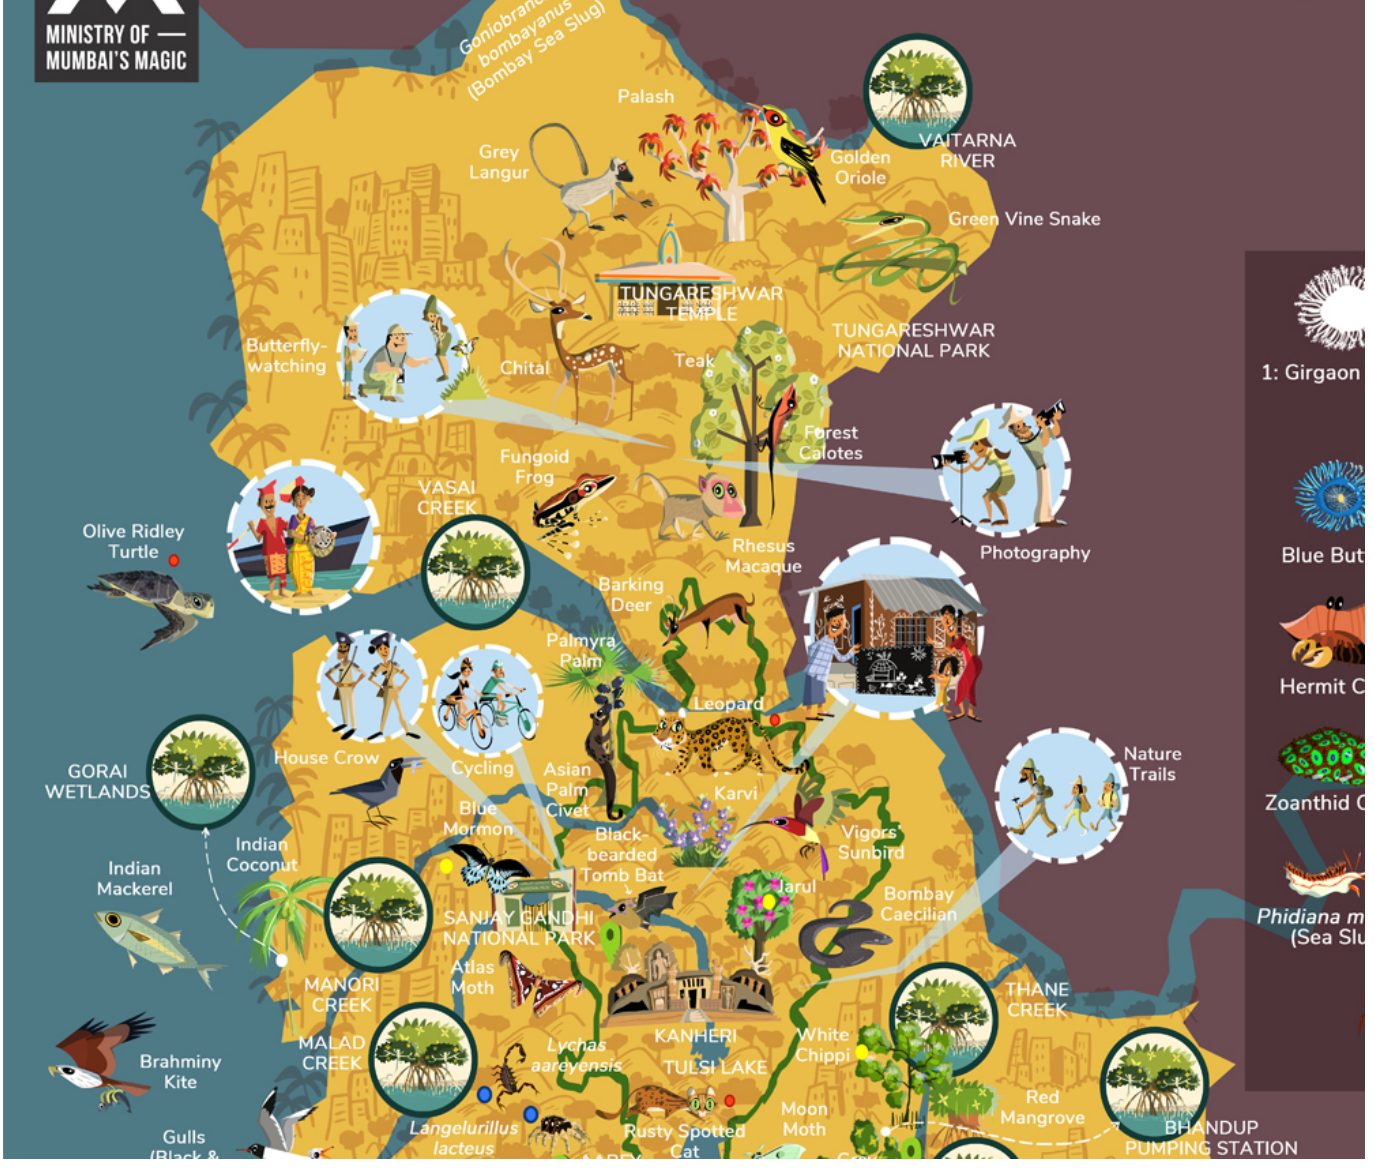 MINISTRY OF
MUMBAI'S MAGIC
Goniobranchus
bombayanus
(Bombay Sea Slug)
Palash
Grey
Langur
Golden
Oriole
VAITARNA
RIVER
Green Vine Snake
TUNGARESHWAR
TEMPLE
TUNGARESHWAR
NATIONAL PARK
Butterfly-
watching
Chital
Teak
Forest
Calotes
1: Girgaon
Fungoid
Frog
VASAI
CREEK
Olive Ridley
Turtle
Rhesus
Macaque
Photography
Blue But
Barking
Deer
Palmyra
Palm
Hermit C
Leopard
House Crow
Cycling
Asian
Palm
Civet
Nature
Trails
GORAI
WETLANDS
Karvi
Blue
Mormon
Black-
bearded
Tomb Bat
Vigors'
Sunbird
Zoanthid C
Indian
Coconut
Indian
Mackerel
Jarul
Bombay
Caecilian
SANJAY GANDHI
NATIONAL PARK
Phidiana m
(Sea Slu
Atlas
Moth
MANORI
CREEK
THANE
CREEK
KANHERI
White
Chippi
MALAD
CREEK
Lychas
aareyensis
TULSI LAKE
Brahminy
Kite
Red
Mangrove
Moon
Moth
Langelurillus
lacteus
Rusty Spotted
Cat
BHANDUP
PUMPING STATION
Gulls
(Black &
AAREY